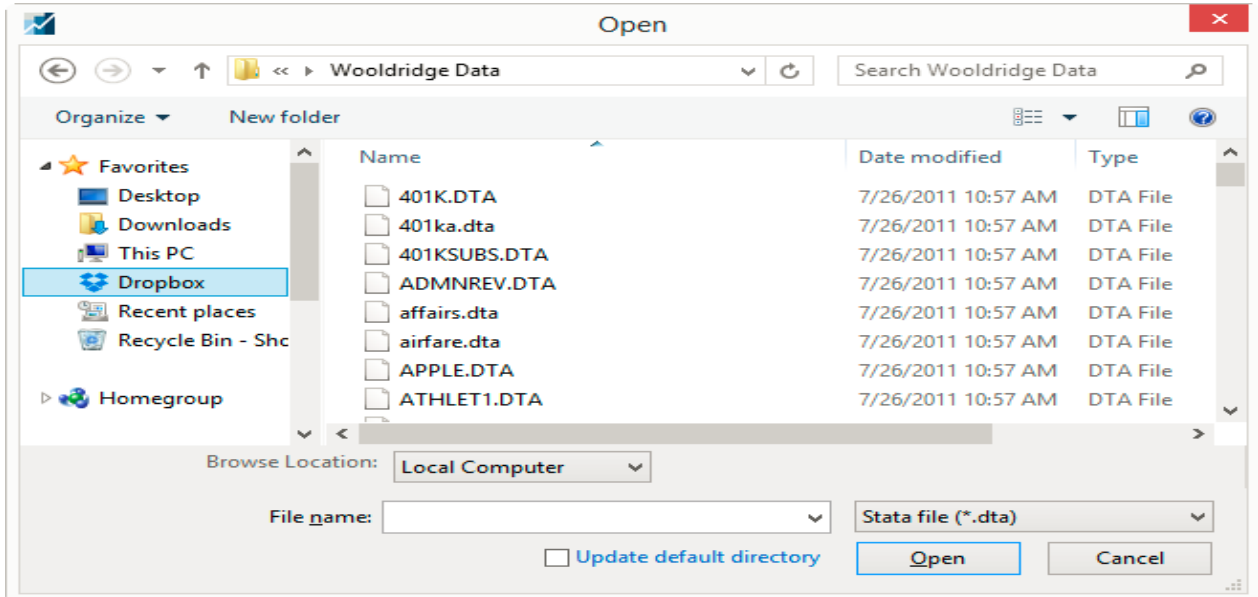 Open
« Wooldridge Data
Search Wooldridge Data
Organize
New folder
Favorites
Desktop
Downloads
This PC
Dropbox
Recent places
Recycle Bin - Sho
Homegroup
Name Date modified Type
401K.DTA 7/26/2011 10:57 AM DTA File
401ka.dta 7/26/2011 10:57 AM DTA File
401KSUBS.DTA 7/26/2011 10:57 AM DTA File
ADMNREV.DTA 7/26/2011 10:57 AM DTA File
affairs.dta 7/26/2011 10:57 AM DTA File
airfare.dta 7/26/2011 10:57 AM DTA File
APPLE.DTA 7/26/2011 10:57 AM DTA File
ATHLET1.DTA 7/26/2011 10:57 AM DTA File
Browse Location: Local Computer
File name: Stata file (*.dta)
Update default directory Open Cancel